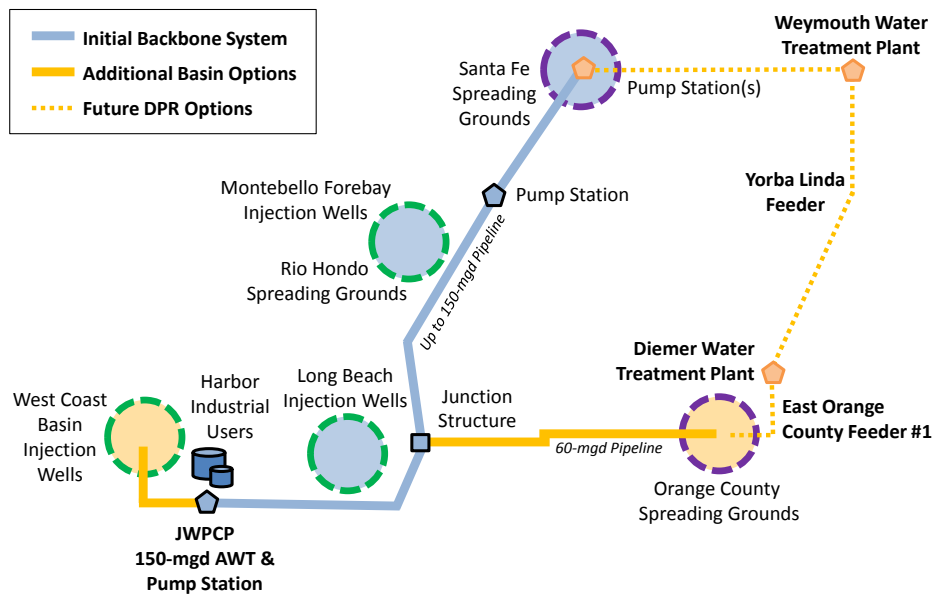 Initial Backbone System
Additional Basin Options
Future DPR Options
Weymouth Water
Treatment Plant
Santa Fe
Spreading
Grounds
Pump Station(s)
Yorba Linda
Feeder
Montebello Forebay
Injection Wells
Pump Station
Rio Hondo
Spreading Grounds
Up to 150-mgd Pipeline
Diemer Water
Treatment Plant
West Coast
Basin
Injection
Wells
Harbor
Industrial
Users
Long Beach
Injection Wells
Junction
Structure
60-mgd Pipeline
East Orange
County Feeder #1
Orange County
Spreading Grounds
JWPCP
150-mgd AWT &
Pump Station